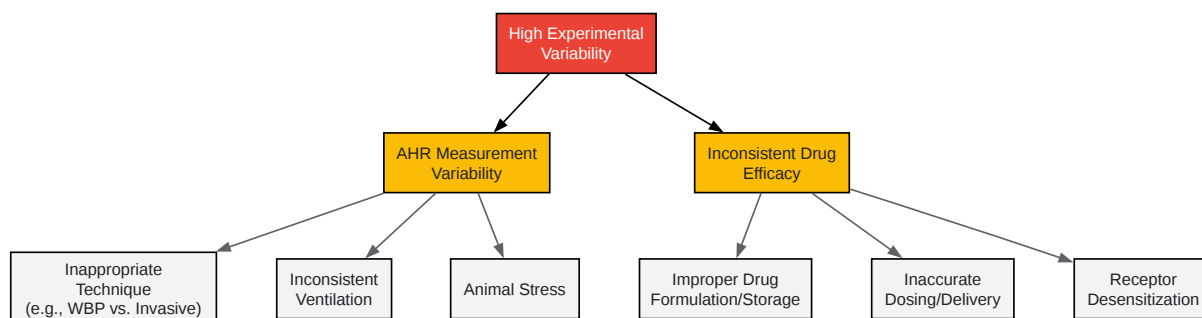 High Experimental
Variability
AHR Measurement
Variability
Inconsistent Drug
Efficacy
Inappropriate
Technique
(e.g., WBP vs. Invasive)
Inconsistent
Ventilation
Animal Stress
Improper Drug
Formulation/Storage
Inaccurate
Dosing/Delivery
Receptor
Desensitization